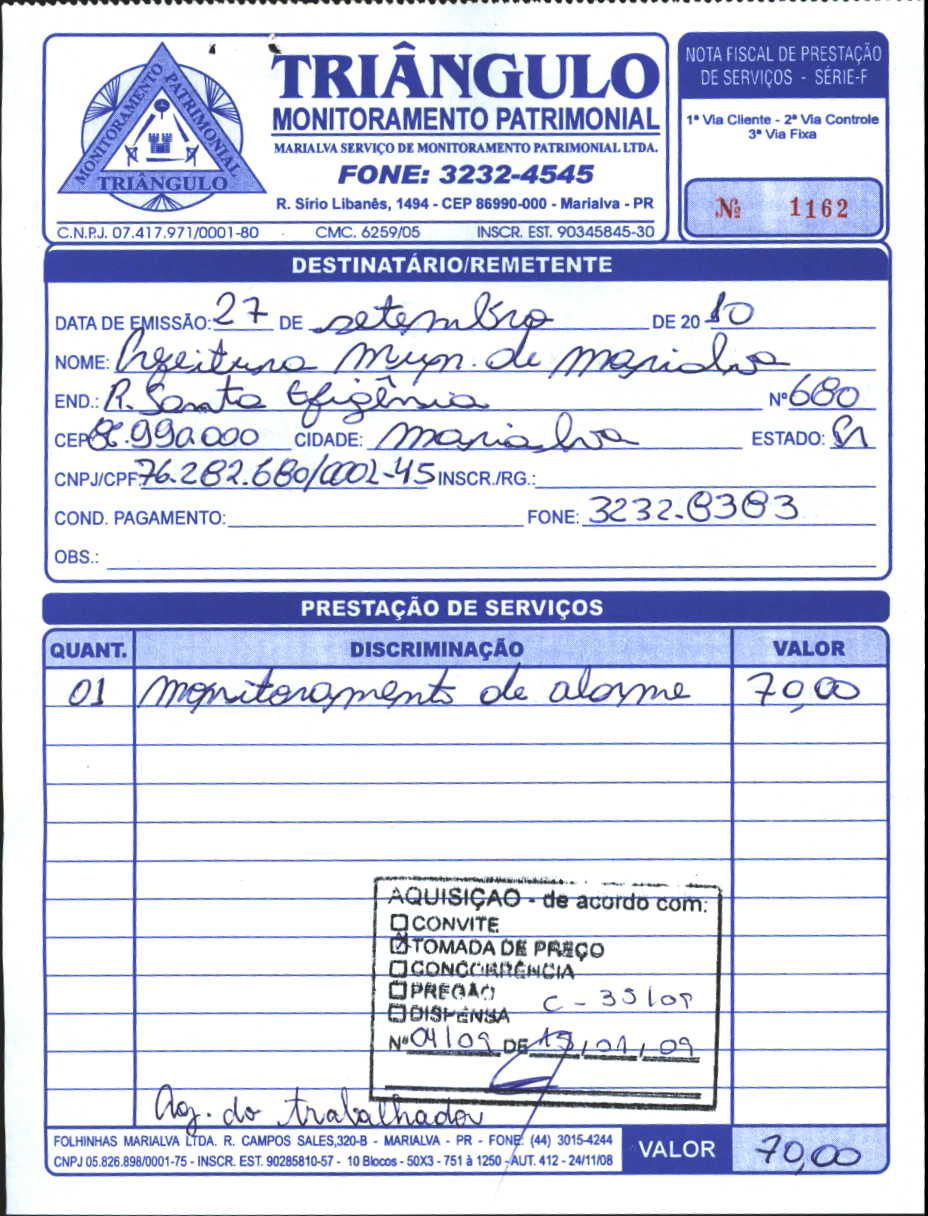 MONITORAMENTO PATRIMONIAL
TRIÂNGULO
TRIÂNGULO
MONITORAMENTO PATRIMONIAL
MARIALVA SERVIÇO DE MONITORAMENTO PATRIMONIAL LTDA.
FONE: 3232-4545
R. Sírio Libanês, 1494 - CEP 86990-000 - Marialva - PR
C.N.P.J. 07.417.971/0001-80 CMC. 6259/05 INSCR. EST. 90345845-30
NOTA FISCAL DE PRESTAÇÃO
DE SERVIÇOS - SÉRIE-F
1ª Via Cliente - 2ª Via Controle
3ª Via Fixa
Nº 1162
DESTINATÁRIO/REMETENTE
DATA DE EMISSÃO: 27 DE setembro DE 20 10
NOME: Prefeitura Mun. de Marialva
END.: R. Santa Efigênia Nº 680
CEP 86.990.000 CIDADE: Marialva ESTADO: PR
CNPJ/CPF: 76.282.680/0001-45 INSCR./RG.:
COND. PAGAMENTO: FONE: 3232.8383
OBS.:
PRESTAÇÃO DE SERVIÇOS
QUANT. DISCRIMINAÇÃO VALOR
01 Monitoramento de alarme 70,00
AQUISIÇAO - de acordo com:
CONVITE
TOMADA DE PREÇO
CONCORRÊNCIA
PREGÃO
DISPENSA
Nº 04/09 DE 15/01/09
Ag. do trabalhador
FOLHINHAS MARIALVA LTDA. R. CAMPOS SALES,320-B - MARIALVA - PR - FONE: (44) 3015-4244
CNPJ 05.826.898/0001-75 - INSCR. EST. 90285810-57 - 10 Blocos - 50X3 - 751 à 1250 - AUT. 412 - 24/11/08
VALOR 70,00